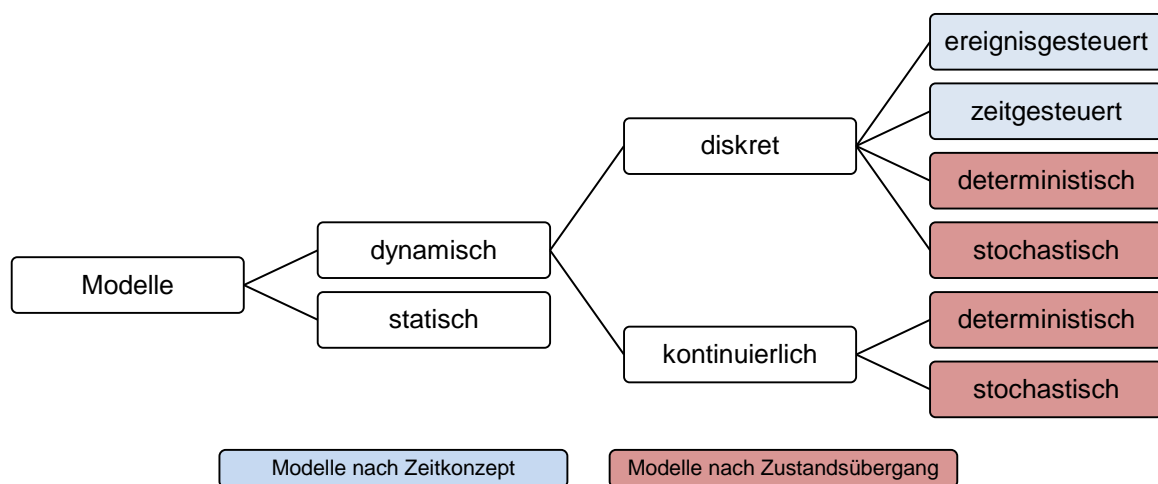 ereignisgesteuert
zeitgesteuert
diskret
deterministisch
dynamisch
stochastisch
Modelle
statisch
deterministisch
kontinuierlich
stochastisch
Modelle nach Zeitkonzept
Modelle nach Zustandsübergang